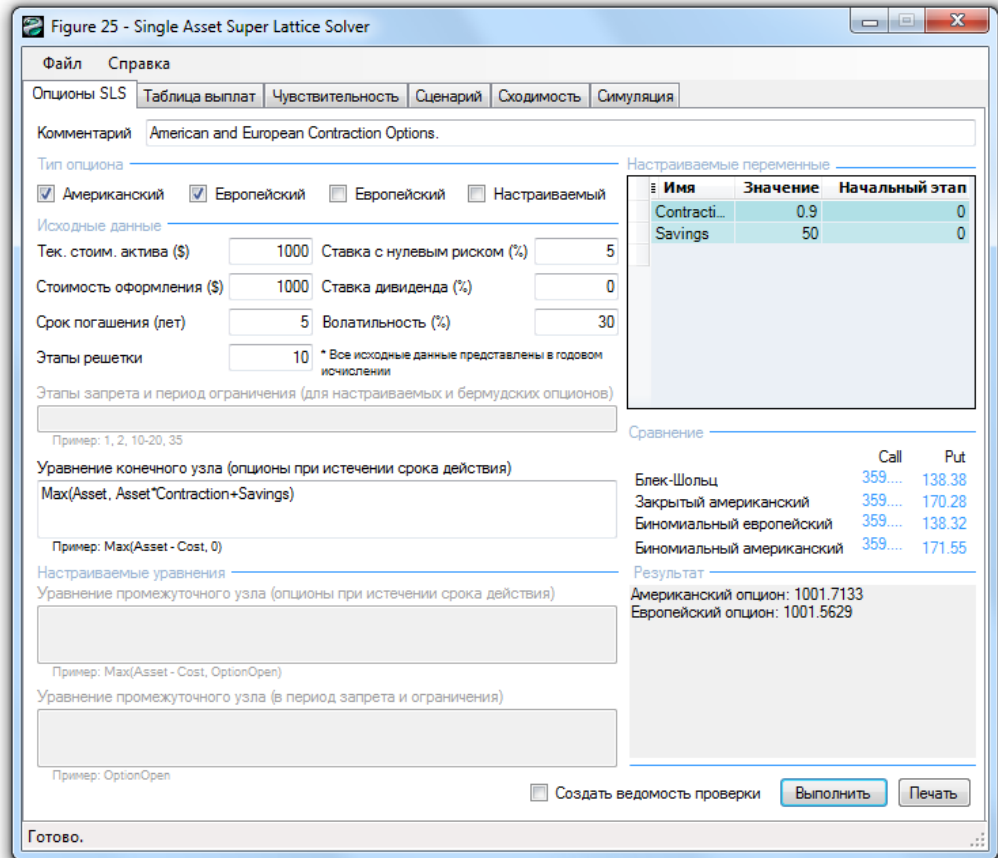 Figure 25 - Single Asset Super Lattice Solver
Файл Справка
Опционы SLS Таблица выплат Чувствительность Сценарий Сходимость Симуляция
Комментарий American and European Contraction Options.
Тип опциона
Американский Европейский Европейский Настраиваемый
Исходные данные
Тек. стоим. актива ($) 1000 Ставка с нулевым риском (%) 5
Стоимость оформления ($) 1000 Ставка дивиденда (%) 0
Срок погашения (лет) 5 Волатильность (%) 30
Этапы решетки 10 * Все исходные данные представлены в годовом
исчислении
Этапы запрета и период ограничения (для настраиваемых и бермудских опционов)
Пример: 1, 2, 10-20, 35
Уравнение конечного узла (опционы при истечении срока действия)
Max(Asset, Asset*Contraction+Savings)
Пример: Max(Asset - Cost, 0)
Настраиваемые уравнения
Уравнение промежуточного узла (опционы при истечении срока действия)
Пример: Max(Asset - Cost, OptionOpen)
Уравнение промежуточного узла (в период запрета и ограничения)
Пример: OptionOpen
Настраиваемые переменные
Имя Значение Начальный этап
Contracti... 0.9 0
Savings 50 0
Сравнение
Call Put
Блек-Шольц 359.... 138.38
Закрытый американский 359.... 170.28
Биномиальный европейский 359.... 138.32
Биномиальный американский 359.... 171.55
Результат
Американский опцион: 1001.7133
Европейский опцион: 1001.5629
Создать ведомость проверки Выполнить Печать
Готово.